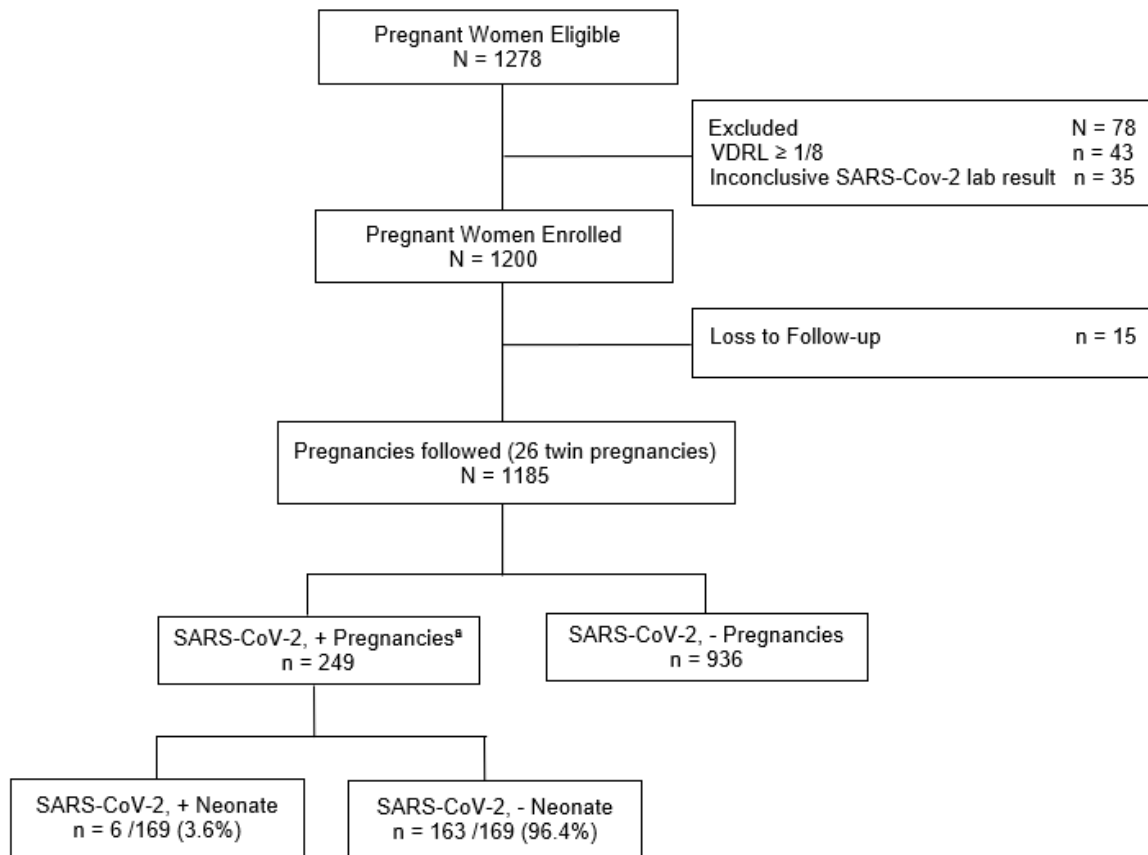 Pregnant Women Eligible
N = 1278
Excluded N = 78
VDRL ≥ 1/8 n = 43
Inconclusive SARS-Cov-2 lab result n = 35
Pregnant Women Enrolled
N = 1200
Loss to Follow-up n = 15
Pregnancies followed (26 twin pregnancies)
N = 1185
SARS-CoV-2, + Pregnanciesᵃ
n = 249
SARS-CoV-2, - Pregnancies
n = 936
SARS-CoV-2, + Neonate
n = 6 /169 (3.6%)
SARS-CoV-2, - Neonate
n = 163 /169 (96.4%)